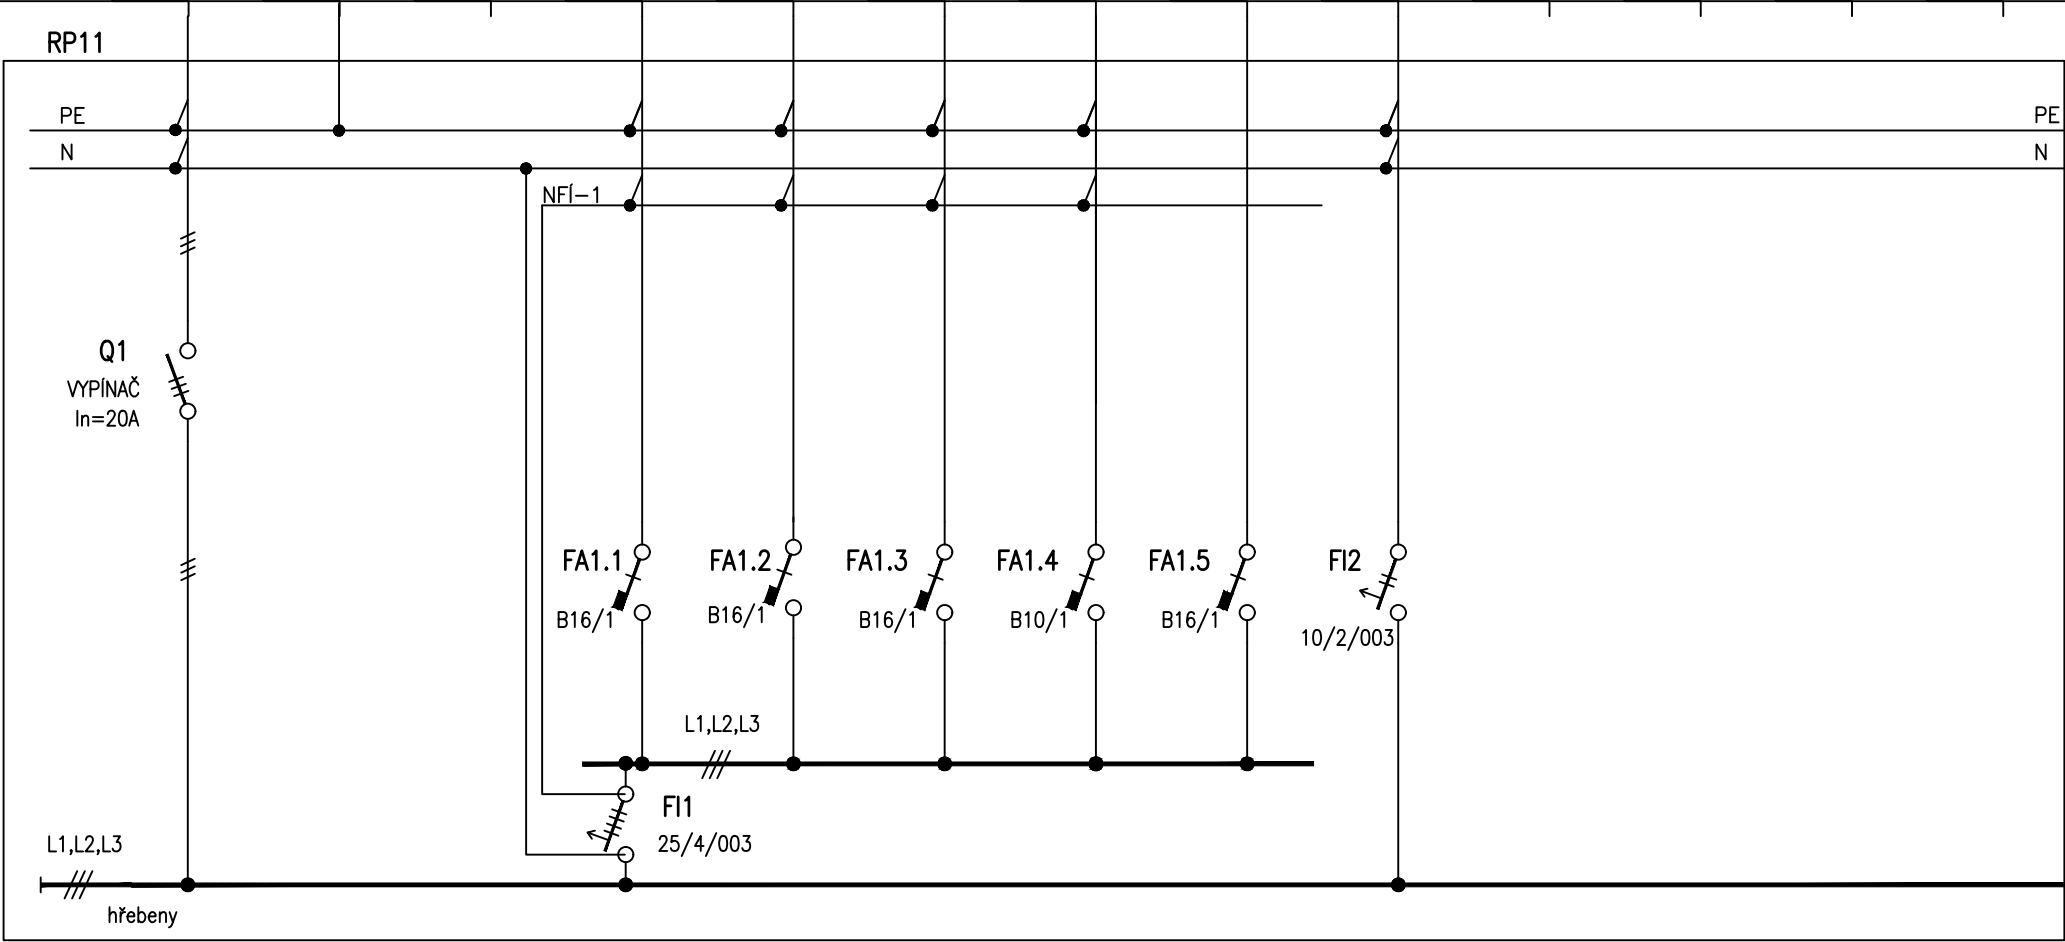 RP11
PE
PE
N
N
NFÍ-1
Q1
VYPÍNAČ
In=20A
FA1.1
B16/1
FA1.2
B16/1
FA1.3
B16/1
FA1.4
B10/1
FA1.5
B16/1
FI2
10/2/003
L1,L2,L3
FI1
25/4/003
L1,L2,L3
hřebeny